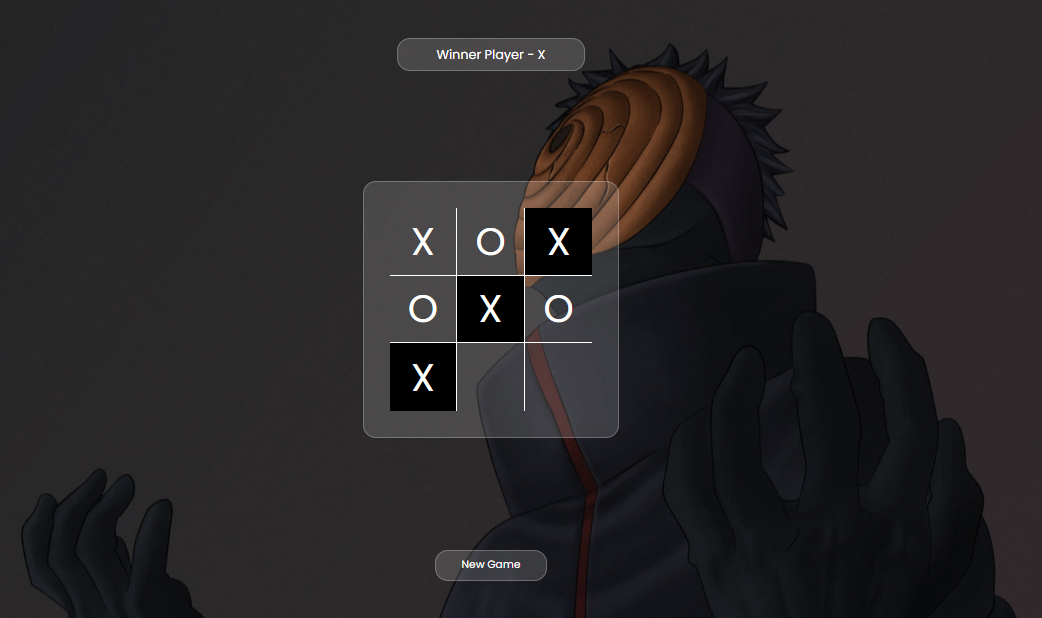 Winner Player - X
X O X
O X O
X
New Game